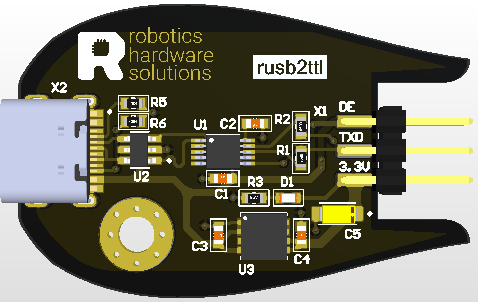 robotics
hardware
solutions
rusb2ttl
X2
R5
R6
U2
U1
C2
R2
X1
DE
TXD
R1
3.3V
C1
R3
D1
C3
U3
C4
C5